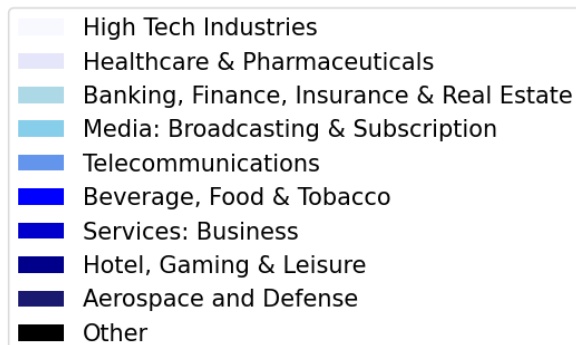 High Tech Industries
Healthcare & Pharmaceuticals
Banking, Finance, Insurance & Real Estate
Media: Broadcasting & Subscription
Telecommunications
Beverage, Food & Tobacco
Services: Business
Hotel, Gaming & Leisure
Aerospace and Defense
Other